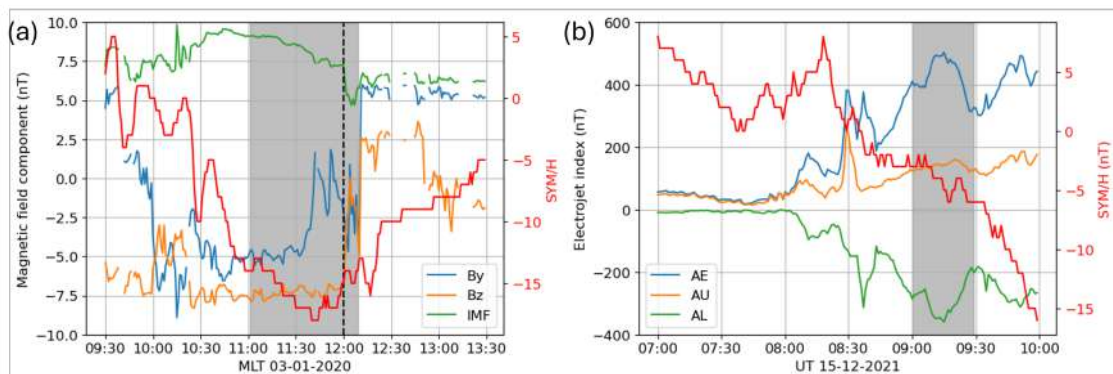 (a)
10.0
7.5
5.0
2.5
0.0
−2.5
−5.0
−7.5
−10.0
Magnetic field component (nT)
5
0
−5
−10
−15
SYM/H
By
Bz
IMF
09:30 10:00 10:30 11:00 11:30 12:00 12:30 13:00 13:30
MLT 03-01-2020
(b)
600
400
200
0
−200
−400
Electrojet index (nT)
5
0
−5
−10
−15
SYM/H (nT)
AE
AU
AL
07:00 07:30 08:00 08:30 09:00 09:30 10:00
UT 15-12-2021